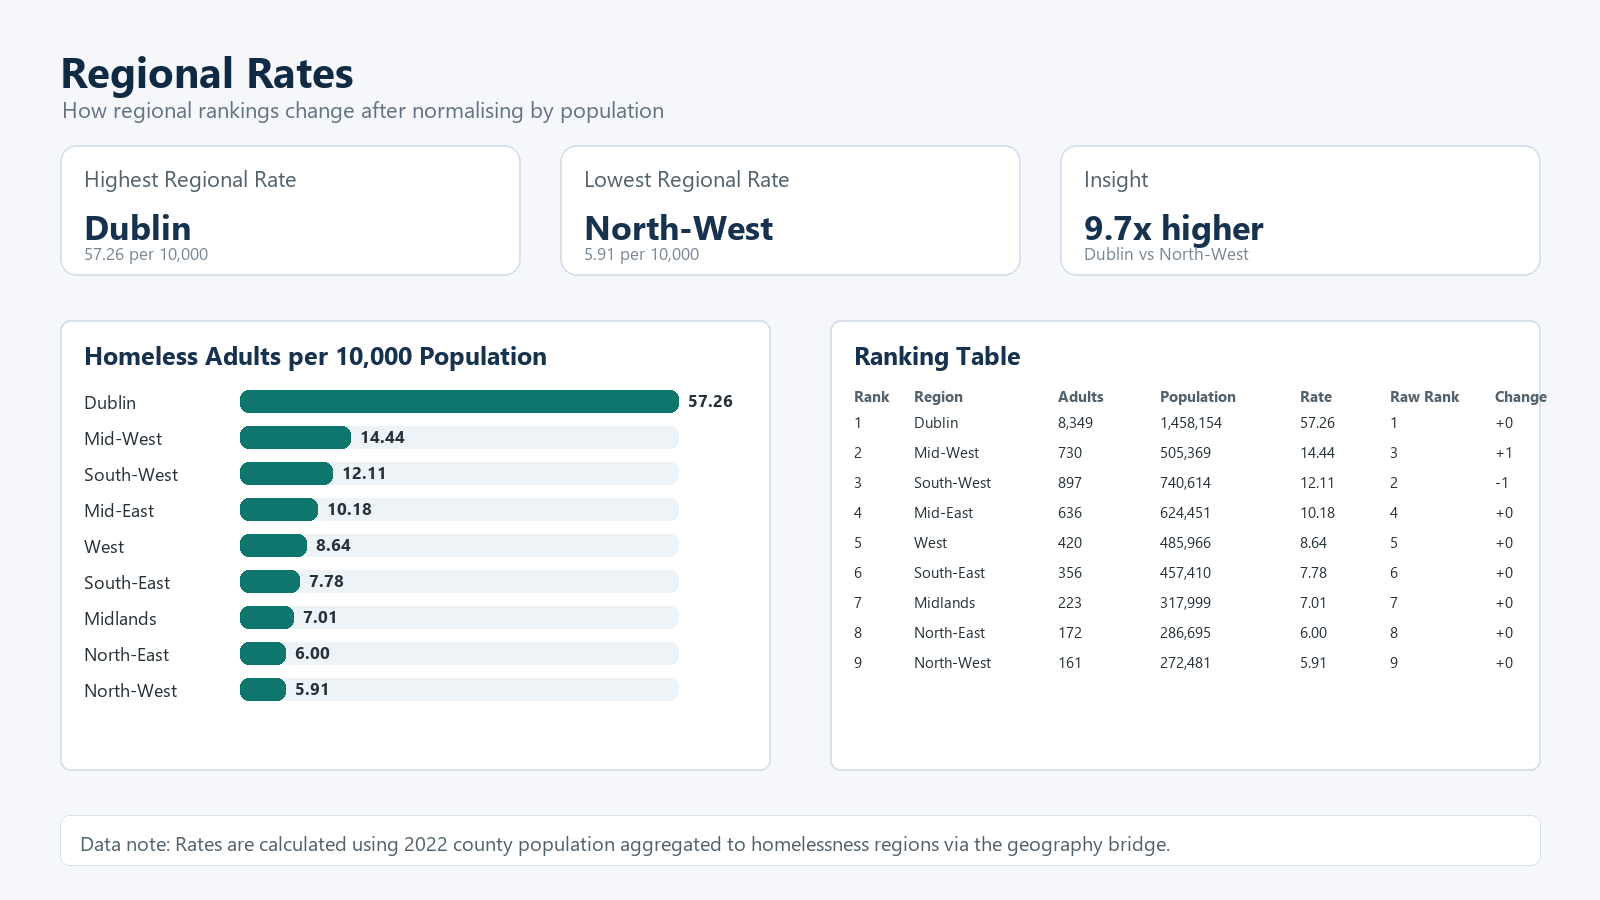 Regional Rates
How regional rankings change after normalising by population
Highest Regional Rate
Dublin
57.26 per 10,000
Lowest Regional Rate
North-West
5.91 per 10,000
Insight
9.7x higher
Dublin vs North-West
Homeless Adults per 10,000 Population
Dublin 57.26
Mid-West 14.44
South-West 12.11
Mid-East 10.18
West 8.64
South-East 7.78
Midlands 7.01
North-East 6.00
North-West 5.91
Ranking Table
Rank Region Adults Population Rate Raw Rank Change
1 Dublin 8,349 1,458,154 57.26 1 +0
2 Mid-West 730 505,369 14.44 3 +1
3 South-West 897 740,614 12.11 2 -1
4 Mid-East 636 624,451 10.18 4 +0
5 West 420 485,966 8.64 5 +0
6 South-East 356 457,410 7.78 6 +0
7 Midlands 223 317,999 7.01 7 +0
8 North-East 172 286,695 6.00 8 +0
9 North-West 161 272,481 5.91 9 +0
Data note: Rates are calculated using 2022 county population aggregated to homelessness regions via the geography bridge.